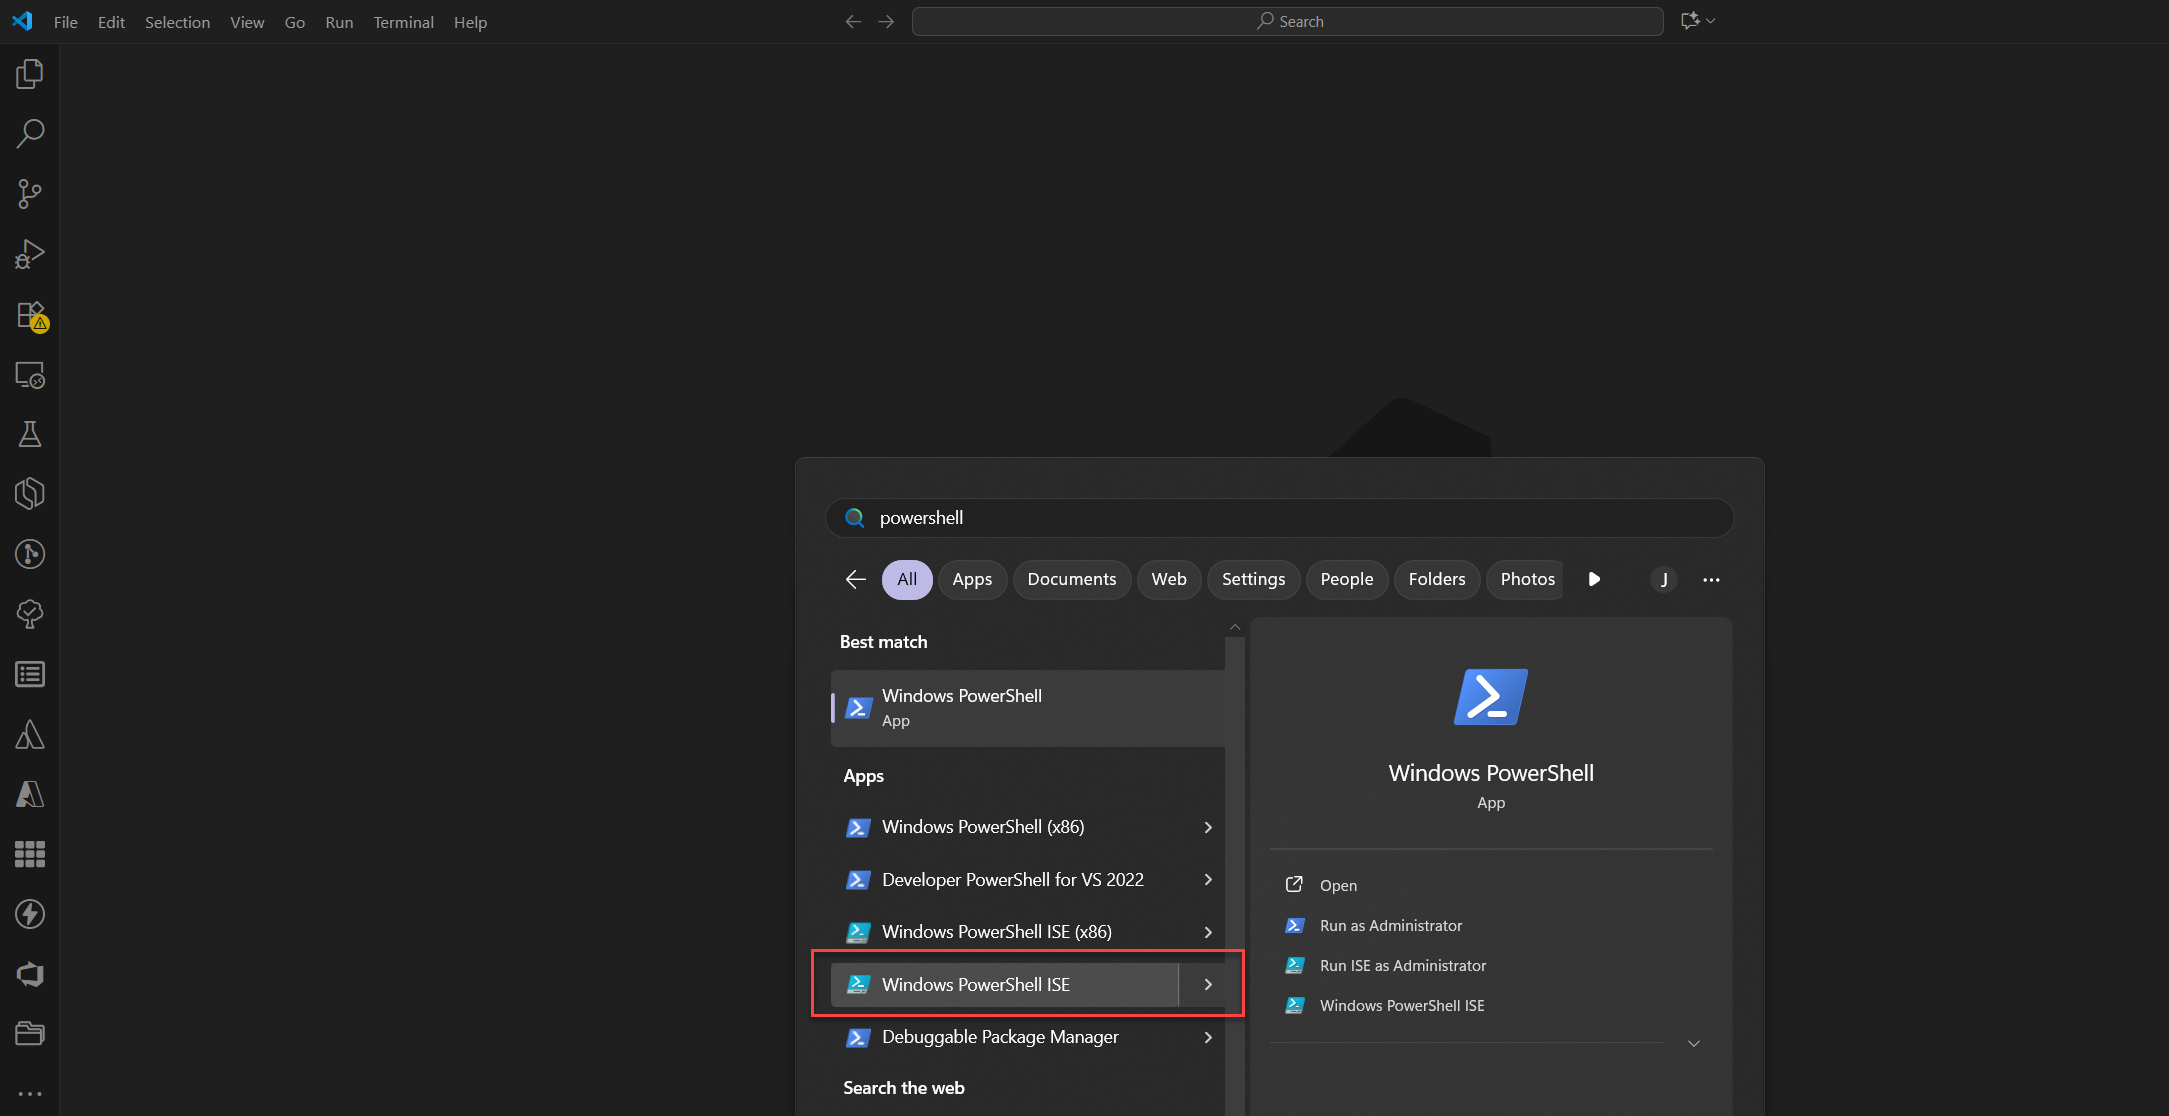 File Edit Selection View Go Run Terminal Help
Search
powershell
All Apps Documents Web Settings People Folders Photos J
Best match
Windows PowerShell
App
Apps
Windows PowerShell (x86)
Developer PowerShell for VS 2022
Windows PowerShell ISE (x86)
Windows PowerShell ISE
Debuggable Package Manager
Search the web
Windows PowerShell
App
Open
Run as Administrator
Run ISE as Administrator
Windows PowerShell ISE